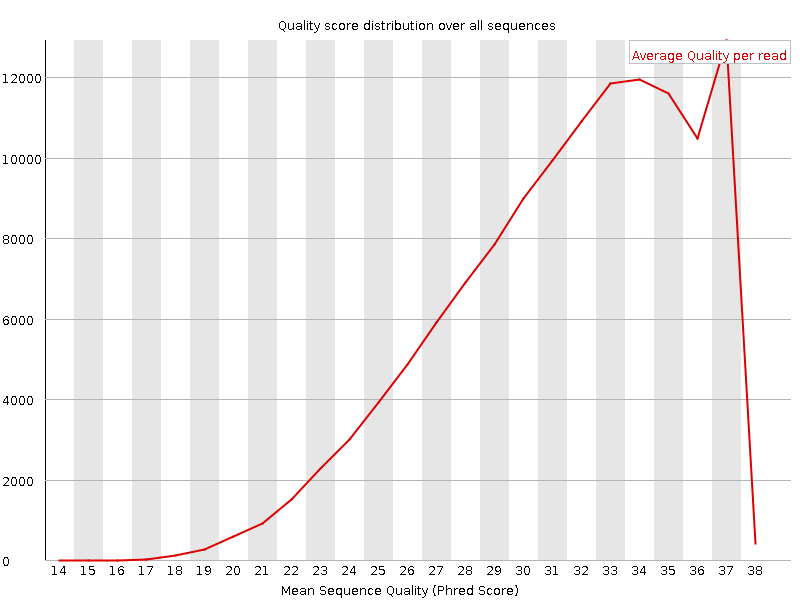 Quality score distribution over all sequences
Average Quality per read
12000
10000
8000
6000
4000
2000
0
14 15 16 17 18 19 20 21 22 23 24 25 26 27 28 29 30 31 32 33 34 35 36 37 38
Mean Sequence Quality (Phred Score)